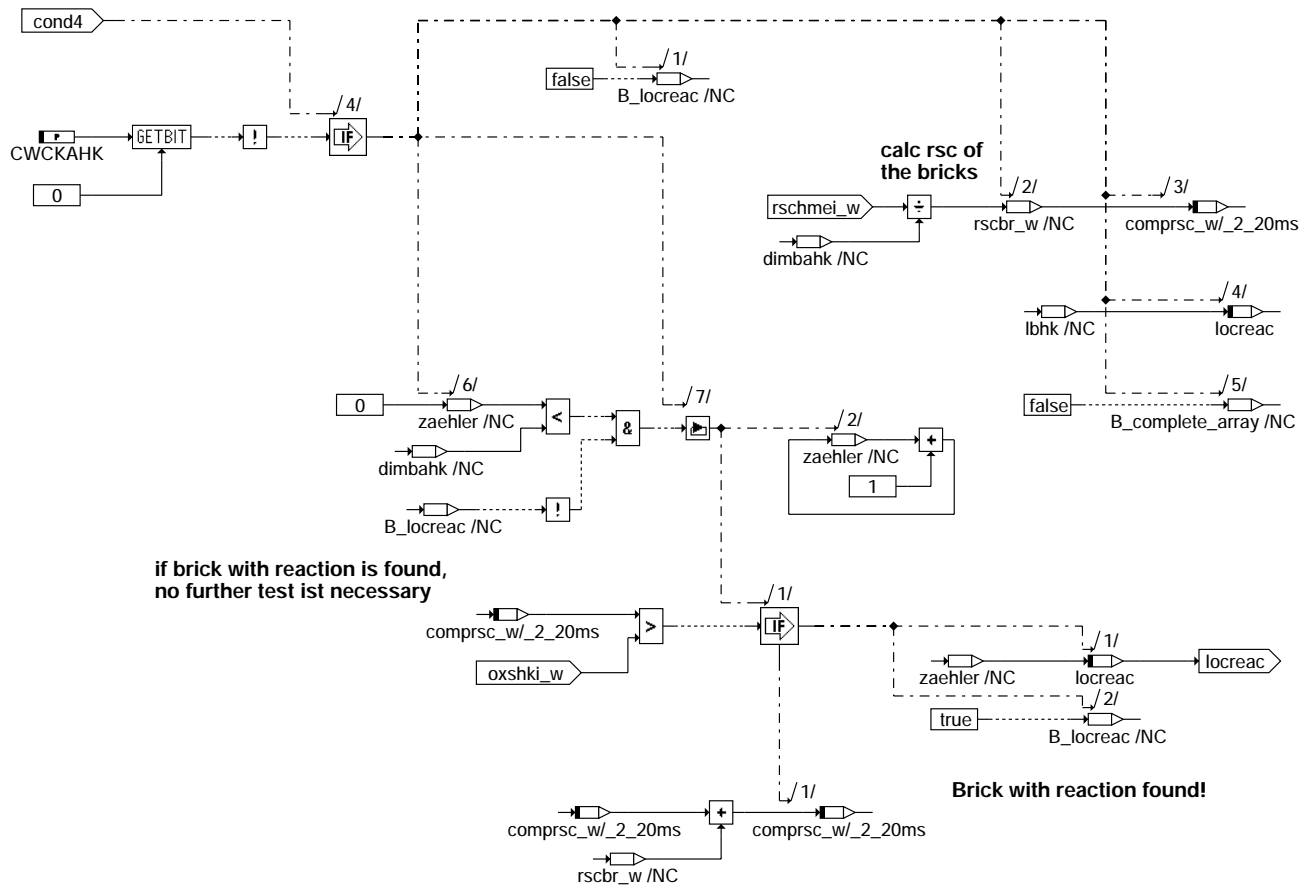 cond4
/1/
false
B_locreac /NC
/4/
P
CWCKAHK
GETBIT
!
IF
0
calc rsc of
the bricks
rschmei_w
÷
dimbahk /NC
/2/
rscbr_w /NC
/3/
comprsc_w/_2_20ms
lbhk /NC
/4/
locreac
/6/
0
zaehler /NC
<
&
/7/
/2/
zaehler /NC
+
1
false
/5/
B_complete_array /NC
dimbahk /NC
B_locreac /NC
!
if brick with reaction is found,
no further test ist necessary
comprsc_w/_2_20ms
>
oxshki_w
/1/
IF
zaehler /NC
/1/
locreac
locreac
true
/2/
B_locreac /NC
Brick with reaction found!
comprsc_w/_2_20ms
+
/1/
comprsc_w/_2_20ms
rscbr_w /NC